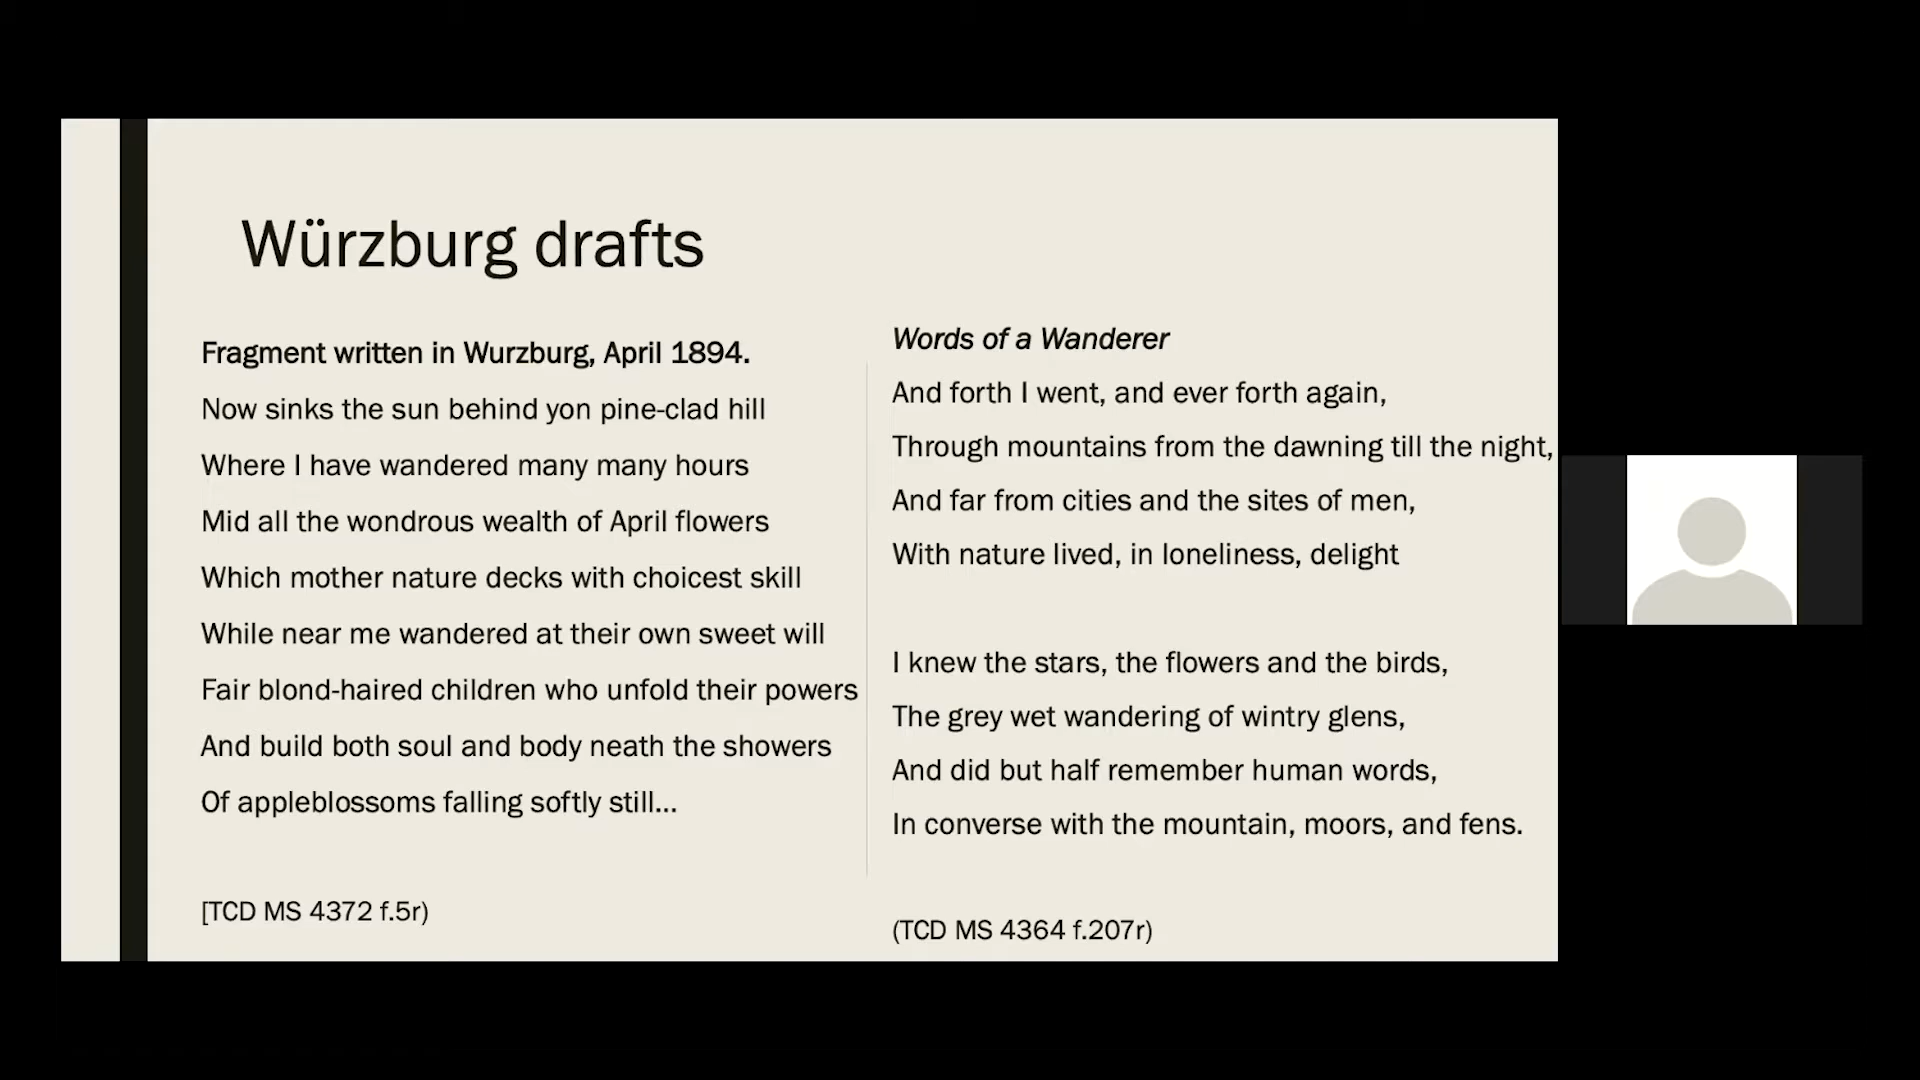 Würzburg drafts
Fragment written in Wurzburg, April 1894.
Now sinks the sun behind yon pine-clad hill
Where I have wandered many many hours
Mid all the wondrous wealth of April flowers
Which mother nature decks with choicest skill
While near me wandered at their own sweet will
Fair blond-haired children who unfold their powers
And build both soul and body neath the showers
Of appleblossoms falling softly still...
[TCD MS 4372 f.5r)
Words of a Wanderer
And forth I went, and ever forth again,
Through mountains from the dawning till the night,
And far from cities and the sites of men,
With nature lived, in loneliness, delight
I knew the stars, the flowers and the birds,
The grey wet wandering of wintry glens,
And did but half remember human words,
In converse with the mountain, moors, and fens.
(TCD MS 4364 f.207r)